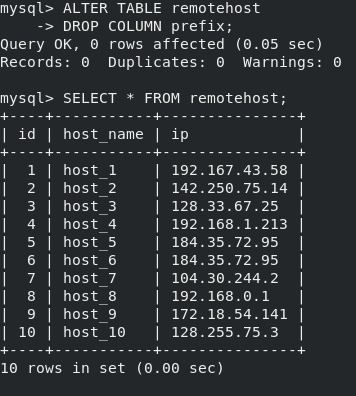 mysql> ALTER TABLE remotehost
    -> DROP COLUMN prefix;
Query OK, 0 rows affected (0.05 sec)
Records: 0  Duplicates: 0  Warnings: 0

mysql> SELECT * FROM remotehost;
+----+-----------+---------------+
| id | host_name | ip            |
+----+-----------+---------------+
|  1 | host_1    | 192.167.43.58 |
|  2 | host_2    | 142.250.75.14 |
|  3 | host_3    | 128.33.67.25  |
|  4 | host_4    | 192.168.1.213 |
|  5 | host_5    | 184.35.72.95  |
|  6 | host_6    | 184.35.72.95  |
|  7 | host_7    | 104.30.244.2  |
|  8 | host_8    | 192.168.0.1   |
|  9 | host_9    | 172.18.54.141 |
| 10 | host_10   | 128.255.75.3  |
+----+-----------+---------------+
10 rows in set (0.00 sec)